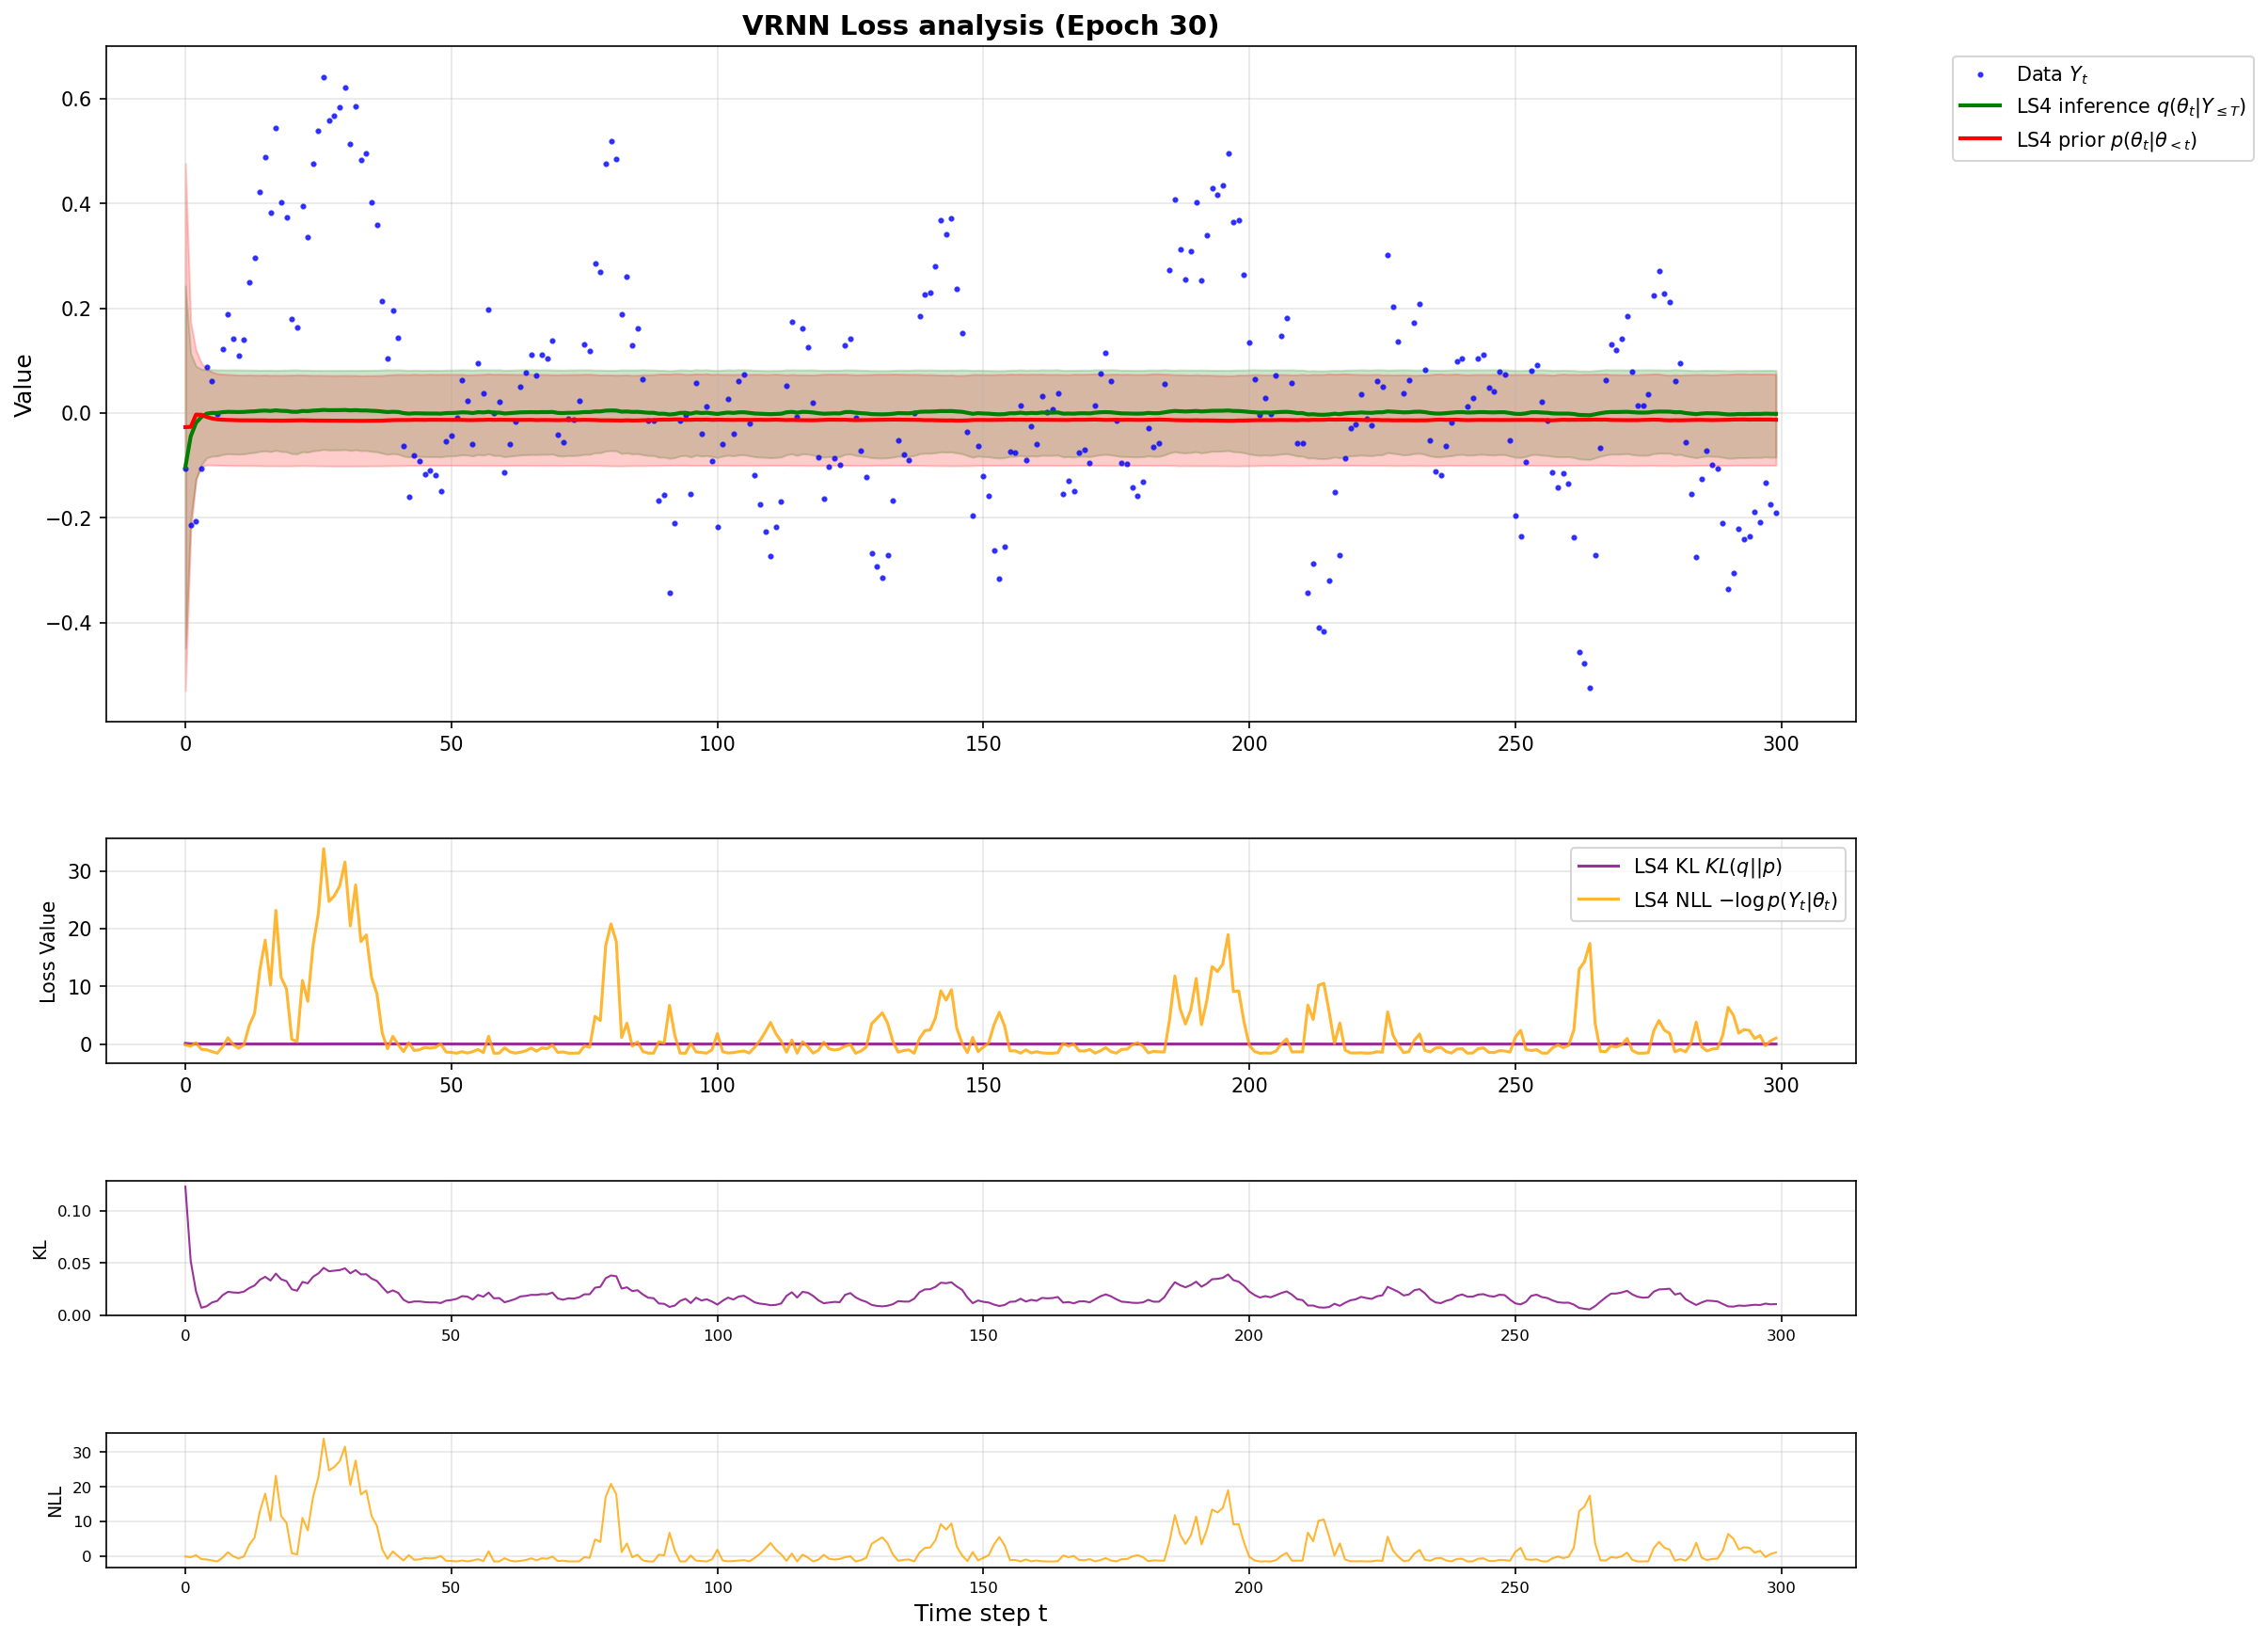 VRNN Loss analysis (Epoch 30)
Data Y_t
LS4 inference q(θ_t|Y_{≤T})
LS4 prior p(θ_t|θ_{<t})
Value
0.6
0.4
0.2
0.0
−0.2
−0.4
0 50 100 150 200 250 300
Loss Value
30
20
10
0
LS4 KL KL(q||p)
LS4 NLL −log p(Y_t|θ_t)
0 50 100 150 200 250 300
KL
0.10
0.05
0.00
0 50 100 150 200 250 300
NLL
30
20
10
0
0 50 100 150 200 250 300
Time step t